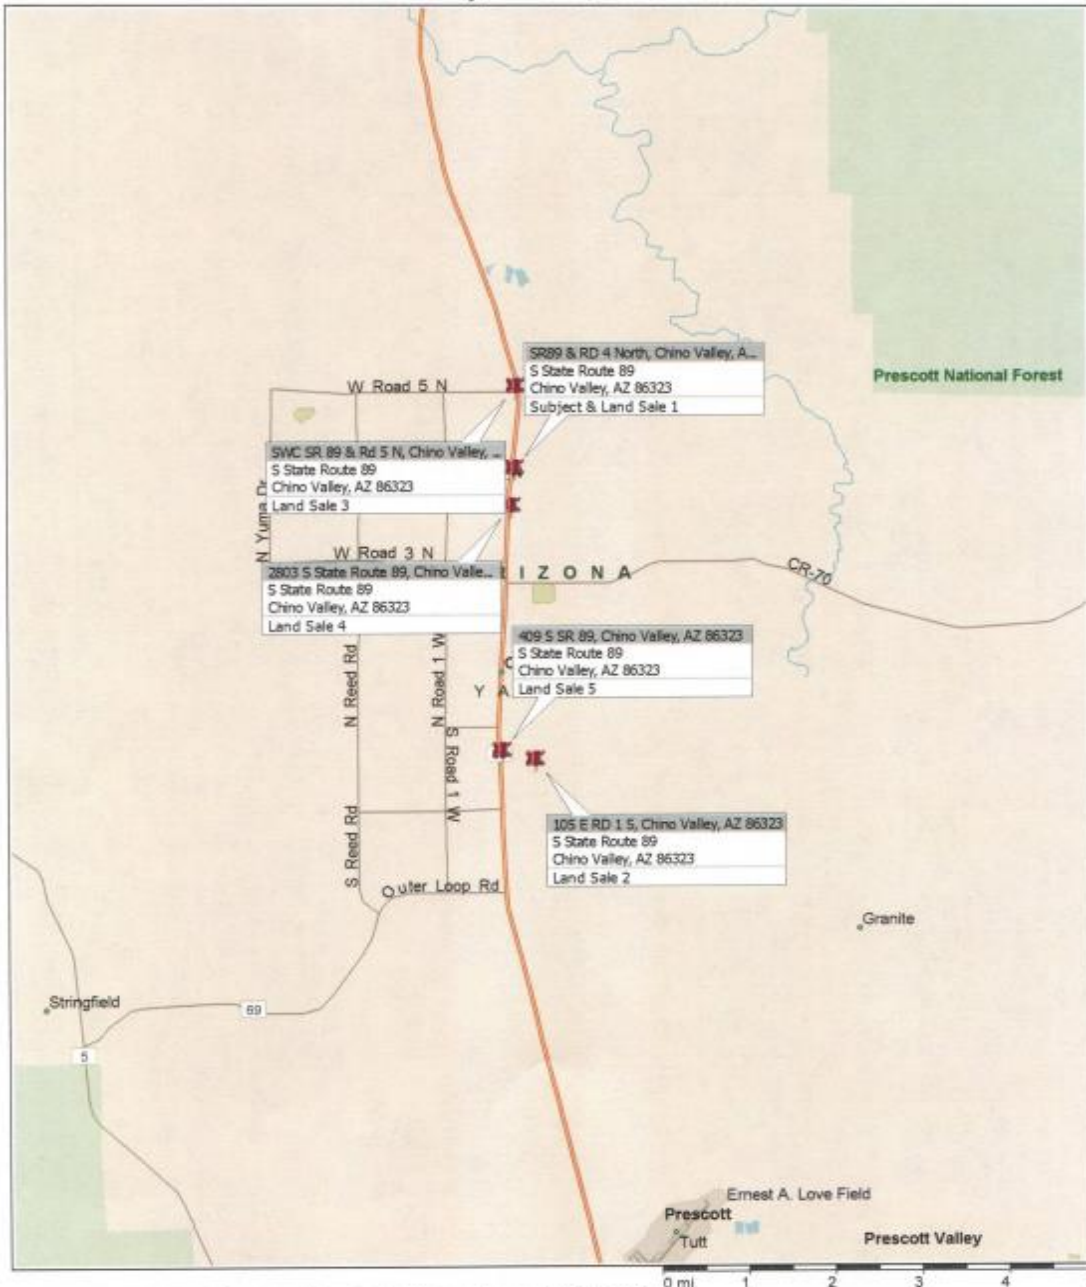 SR89 & RD 4 North, Chino Valley, A...
S State Route 89
Chino Valley, AZ 86323
Subject & Land Sale 1
Prescott National Forest
W Road 5 N
SWC SR 89 & Rd 5 N, Chino Valley, ...
S State Route 89
Chino Valley, AZ 86323
Land Sale 3
N Yuma Dr
W Road 3 N
IZONA
CR-70
2803 S State Route 89, Chino Valle...
S State Route 89
Chino Valley, AZ 86323
Land Sale 4
409 S SR 89, Chino Valley, AZ 86323
S State Route 89
Chino Valley, AZ 86323
Land Sale 5
N Reed Rd
N Road 1 W
YA
S Road 1 W
105 E RD 1 S, Chino Valley, AZ 86323
S State Route 89
Chino Valley, AZ 86323
Land Sale 2
S Reed Rd
Outer Loop Rd
Granite
Stringfield
69
5
Ernest A. Love Field
Prescott
Tutt
Prescott Valley
0 mi 1 2 3 4